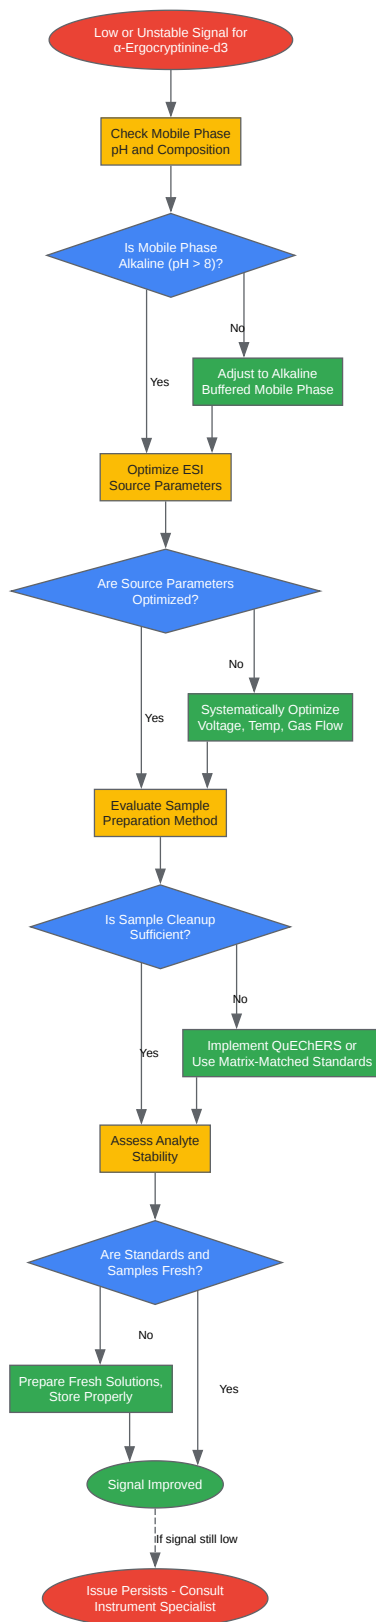 Low or Unstable Signal for
α-Ergocryptinine-d3
Check Mobile Phase
pH and Composition
Is Mobile Phase
Alkaline (pH > 8)?
No
Adjust to Alkaline
Buffered Mobile Phase
Yes
Optimize ESI
Source Parameters
Are Source Parameters
Optimized?
No
Systematically Optimize
Voltage, Temp, Gas Flow
Yes
Evaluate Sample
Preparation Method
Is Sample Cleanup
Sufficient?
No
Implement QuEChERS or
Use Matrix-Matched Standards
Yes
Assess Analyte
Stability
Are Standards and
Samples Fresh?
No
Prepare Fresh Solutions,
Store Properly
Yes
Signal Improved
If signal still low
Issue Persists - Consult
Instrument Specialist